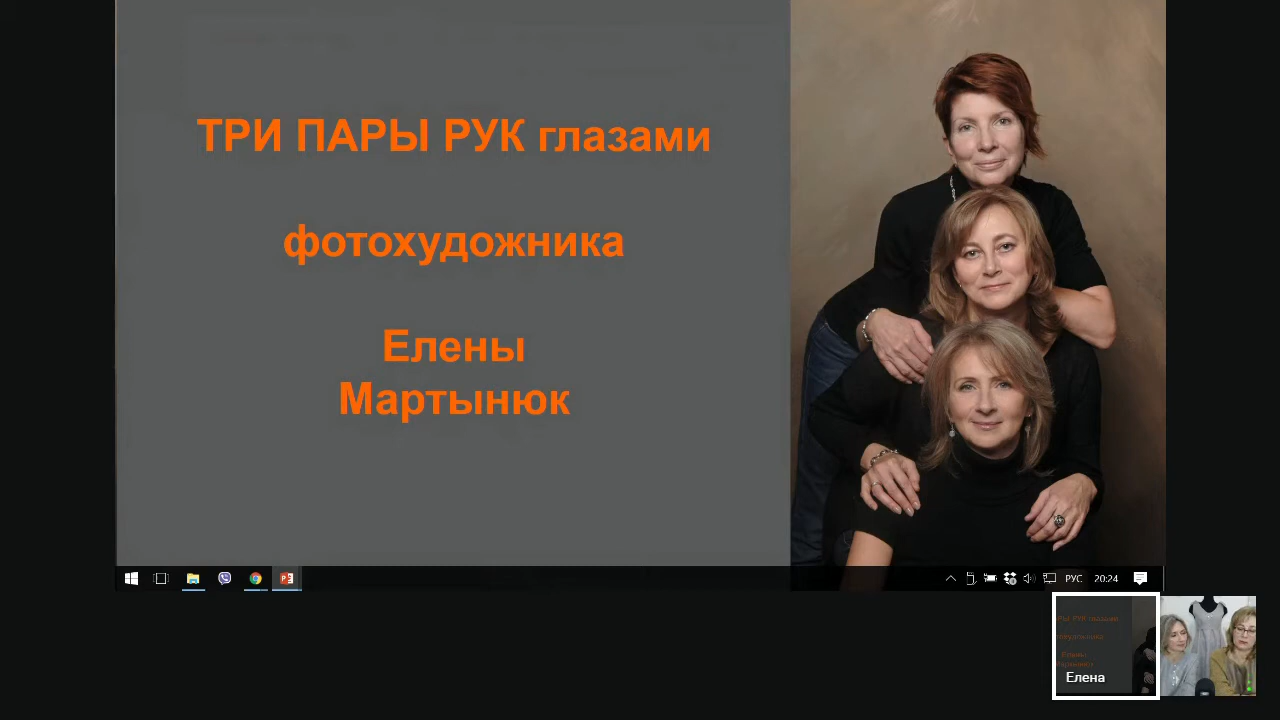 ТРИ ПАРЫ РУК глазами
фотохудожника
Елены
Мартынюк
РУС 20:24
Елена